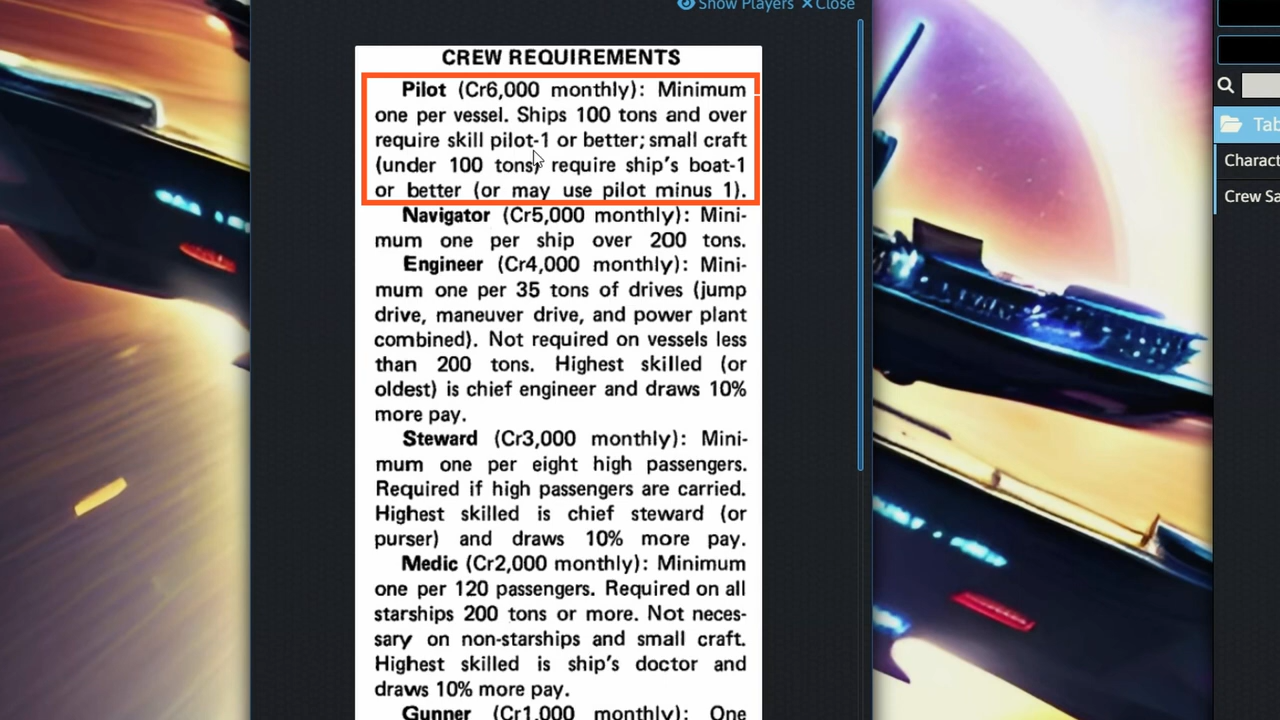 Show Players Close
CREW REQUIREMENTS
Pilot (Cr6,000 monthly): Minimum
one per vessel. Ships 100 tons and over
require skill pilot-1 or better; small craft
(under 100 tons) require ship's boat-1
or better (or may use pilot minus 1).
Navigator (Cr5,000 monthly): Mini-
mum one per ship over 200 tons.
Engineer (Cr4,000 monthly): Mini-
mum one per 35 tons of drives (jump
drive, maneuver drive, and power plant
combined). Not required on vessels less
than 200 tons. Highest skilled (or
oldest) is chief engineer and draws 10%
more pay.
Steward (Cr3,000 monthly): Mini-
mum one per eight high passengers.
Required if high passengers are carried.
Highest skilled is chief steward (or
purser) and draws 10% more pay.
Medic (Cr2,000 monthly): Minimum
one per 120 passengers. Required on all
starships 200 tons or more. Not neces-
sary on non-starships and small craft.
Highest skilled is ship's doctor and
draws 10% more pay.
Gunner (Cr1,000 monthly): One
Tab
Charact
Crew Sa